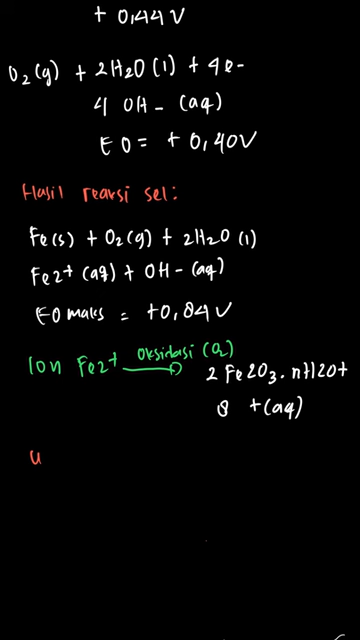 + 0,44 V
O2(g) + 2H2O (l) + 4e-
4 OH- (aq)
E0 = + 0,40V
Hasil reaksi sel:
Fe(s) + O2(g) + 2H2O (l)
Fe2+ (aq) + OH- (aq)
E0 maks = +0,84 V
Ion Fe2+ Oksidasi (O2) →
2 Fe2O3.nH2O+
8 +(aq)
U